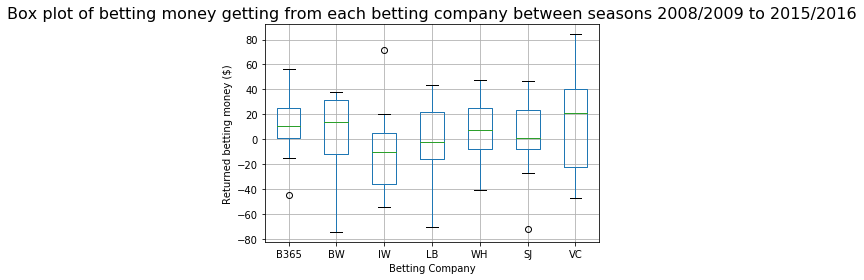 Box plot of betting money getting from each betting company between seasons 2008/2009 to 2015/2016
Returned betting money ($)
80
60
40
20
0
−20
−40
−60
−80
B365 BW IW LB WH SJ VC
Betting Company